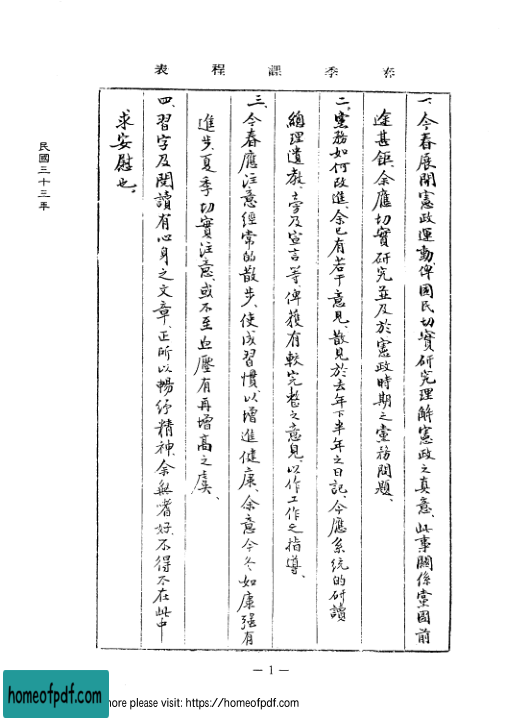 春季課程表
一、今春展開憲政運動、俾國民切實研究理解憲政之真意、此事關係黨國前
途甚鉅、余應切實研究並及於憲政時期之黨務問題、
二、黨務如何改進、余已有若干意見、散見於去年下半年之日記、今應系統的研讀
總理遺教、旁及宣言等、俾獲有較完整之意見、以作工作之指導、
三、今春應注意經常的散步、使成習慣、以增進健康、余意今冬如康強有
進步、夏季切實注意、或不至血壓有再增高之虞、
四、習字及閱讀有心身之文章、正所以暢紓精神、余無嗜好、不得不在此中
求安慰也。
民國三十三年
— 1 —
homeofpdf.com
more please visit: https://homeofpdf.com